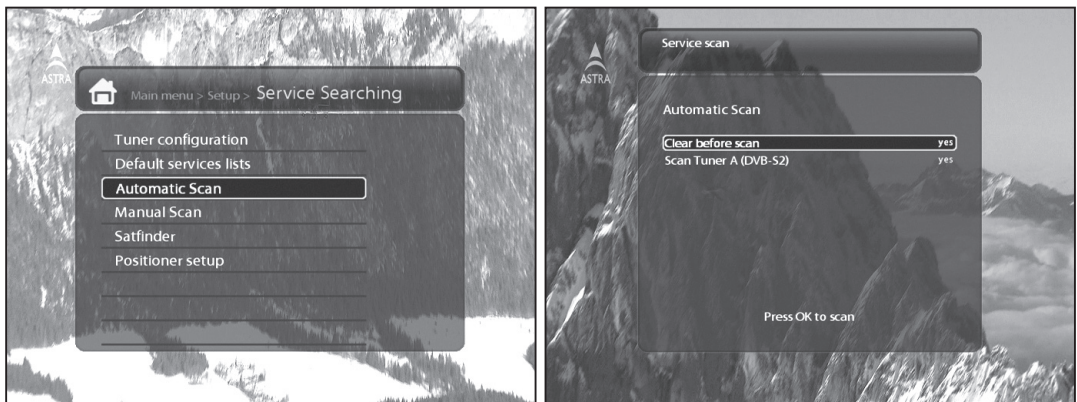 ASTRA
Main menu > Setup > Service Searching
Tuner configuration
Default services lists
Automatic Scan
Manual Scan
Satfinder
Positioner setup
ASTRA
Service scan
Automatic Scan
Clear before scan yes
Scan Tuner A (DVB-S2) yes
Press OK to scan